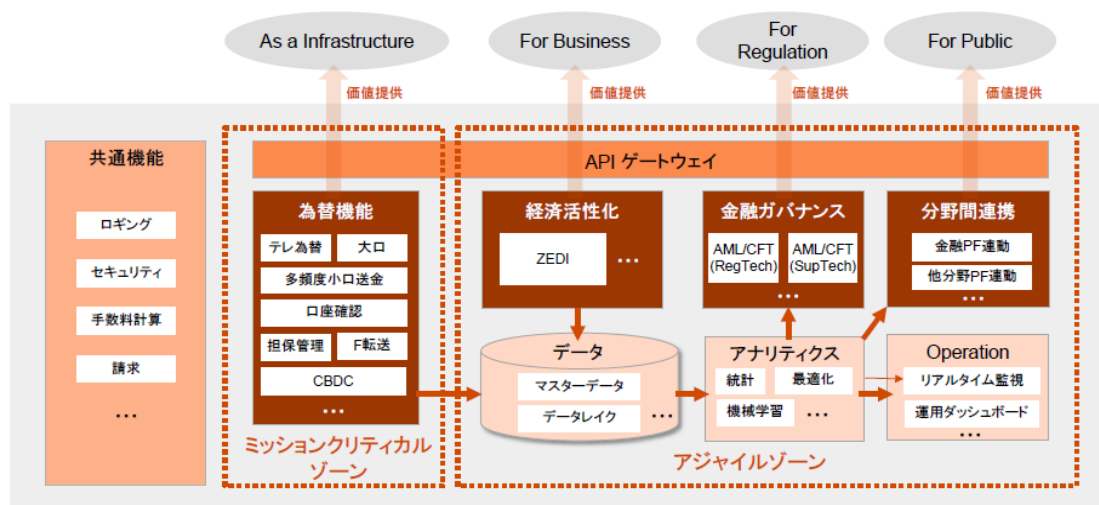 As a Infrastructure
For Business
For
Regulation
For Public
価値提供
価値提供
価値提供
価値提供
共通機能
ロギング
セキュリティ
手数料計算
請求
…
API ゲートウェイ
為替機能
テレ為替
大口
多頻度小口送金
口座確認
担保管理
F転送
CBDC
…
ミッションクリティカル
ゾーン
経済活性化
ZEDI
…
金融ガバナンス
AML/CFT
(RegTech)
AML/CFT
(SupTech)
…
分野間連携
金融PF連動
他分野PF連動
…
データ
マスターデータ
データレイク
…
アナリティクス
統計
最適化
機械学習
…
Operation
リアルタイム監視
運用ダッシュボード
…
アジャイルゾーン